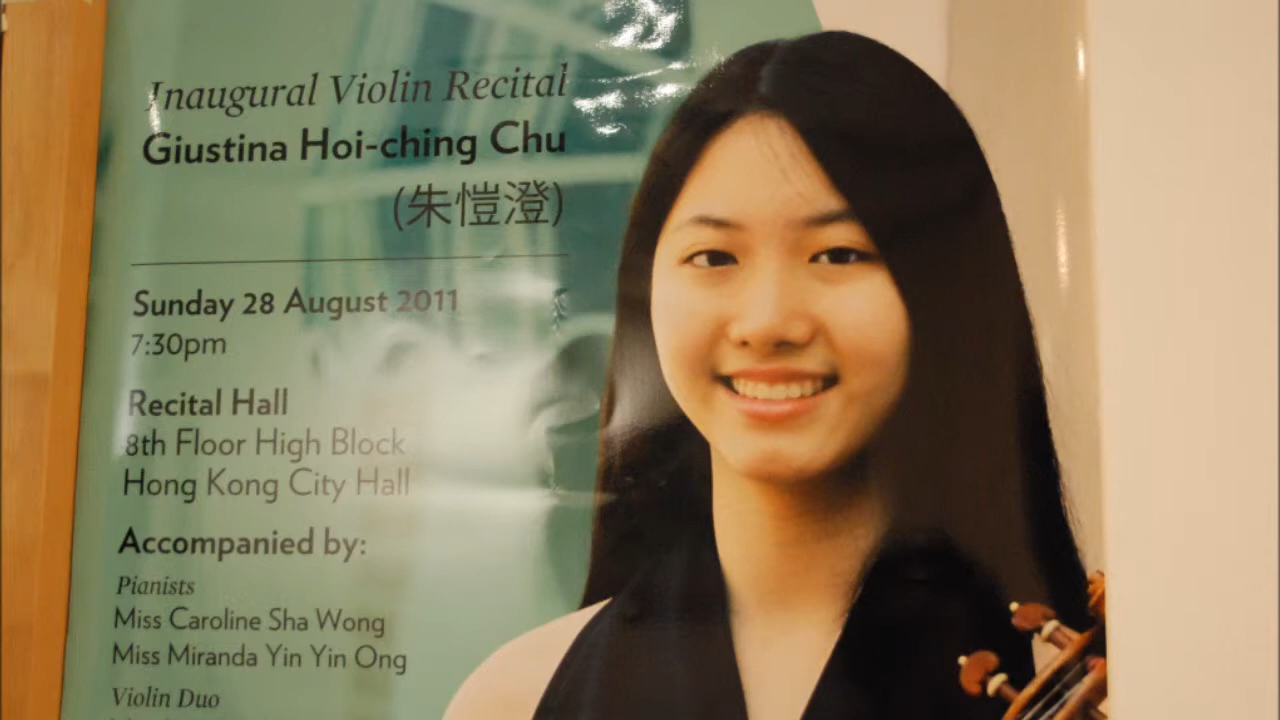 Inaugural Violin Recital
Giustina Hoi-ching Chu
(朱愷澄)
Sunday 28 August 2011
7:30pm
Recital Hall
8th Floor High Block
Hong Kong City Hall
Accompanied by:
Pianists
Miss Caroline Sha Wong
Miss Miranda Yin Yin Ong
Violin Duo